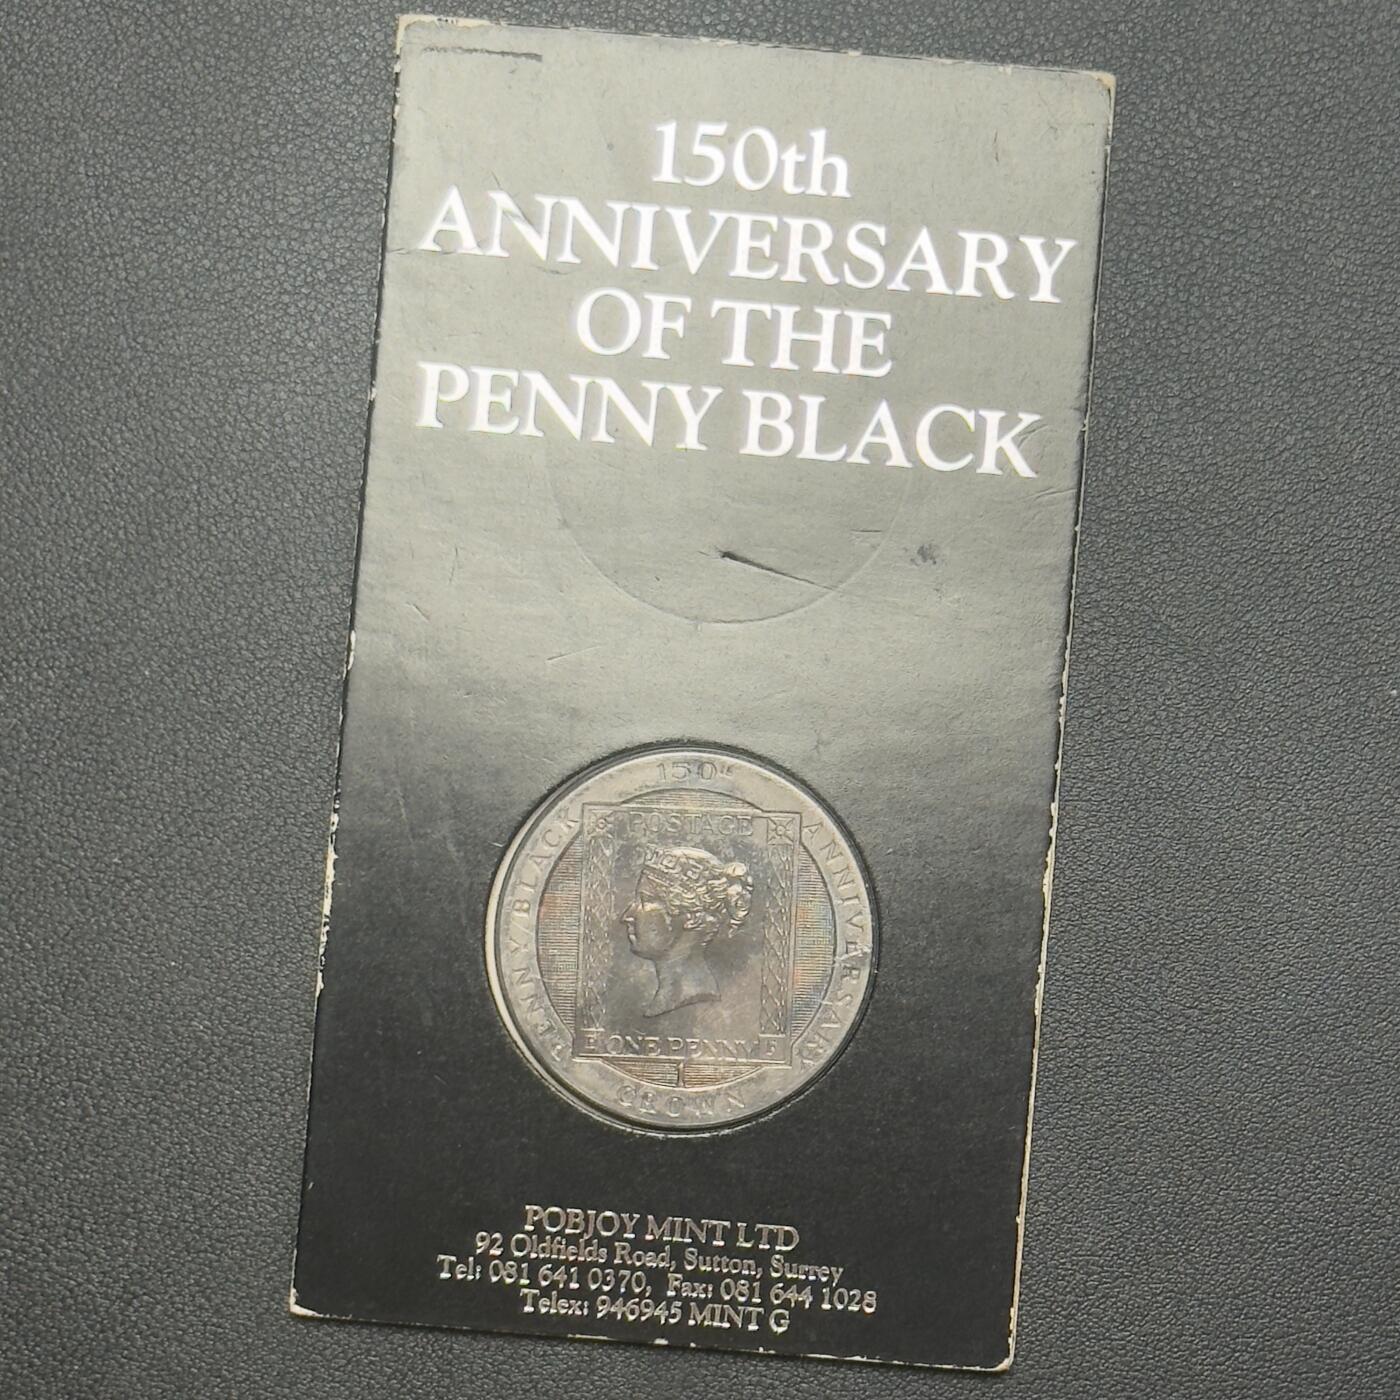 150th
ANNIVERSARY
OF THE
PENNY BLACK
150th
ANNIVERSARY
PENNY BLACK
POSTAGE
ONE PENNY
1
CROWN
POBJOY MINT LTD
92 Oldfields Road, Sutton, Surrey
Tel: 081 641 0370, Fax: 081 644 1028
Telex: 946945 MINT G